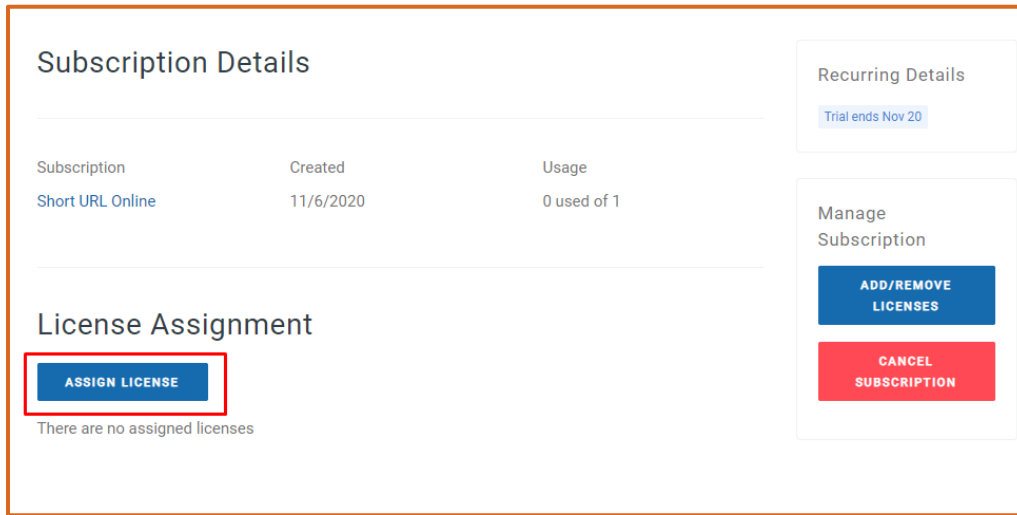 Subscription Details
Subscription
Created
Usage
Short URL Online
11/6/2020
0 used of 1
License Assignment
ASSIGN LICENSE
There are no assigned licenses
Recurring Details
Trial ends Nov 20
Manage
Subscription
ADD/REMOVE
LICENSES
CANCEL
SUBSCRIPTION